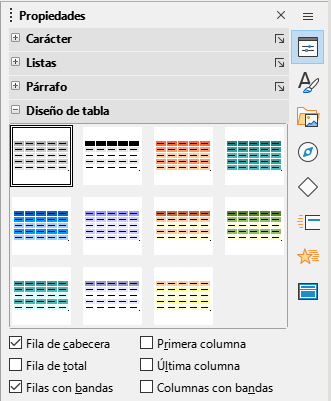 Propiedades
Carácter
Listas
Párrafo
Diseño de tabla
Fila de cabecera
Primera columna
Fila de total
Última columna
Filas con bandas
Columnas con bandas